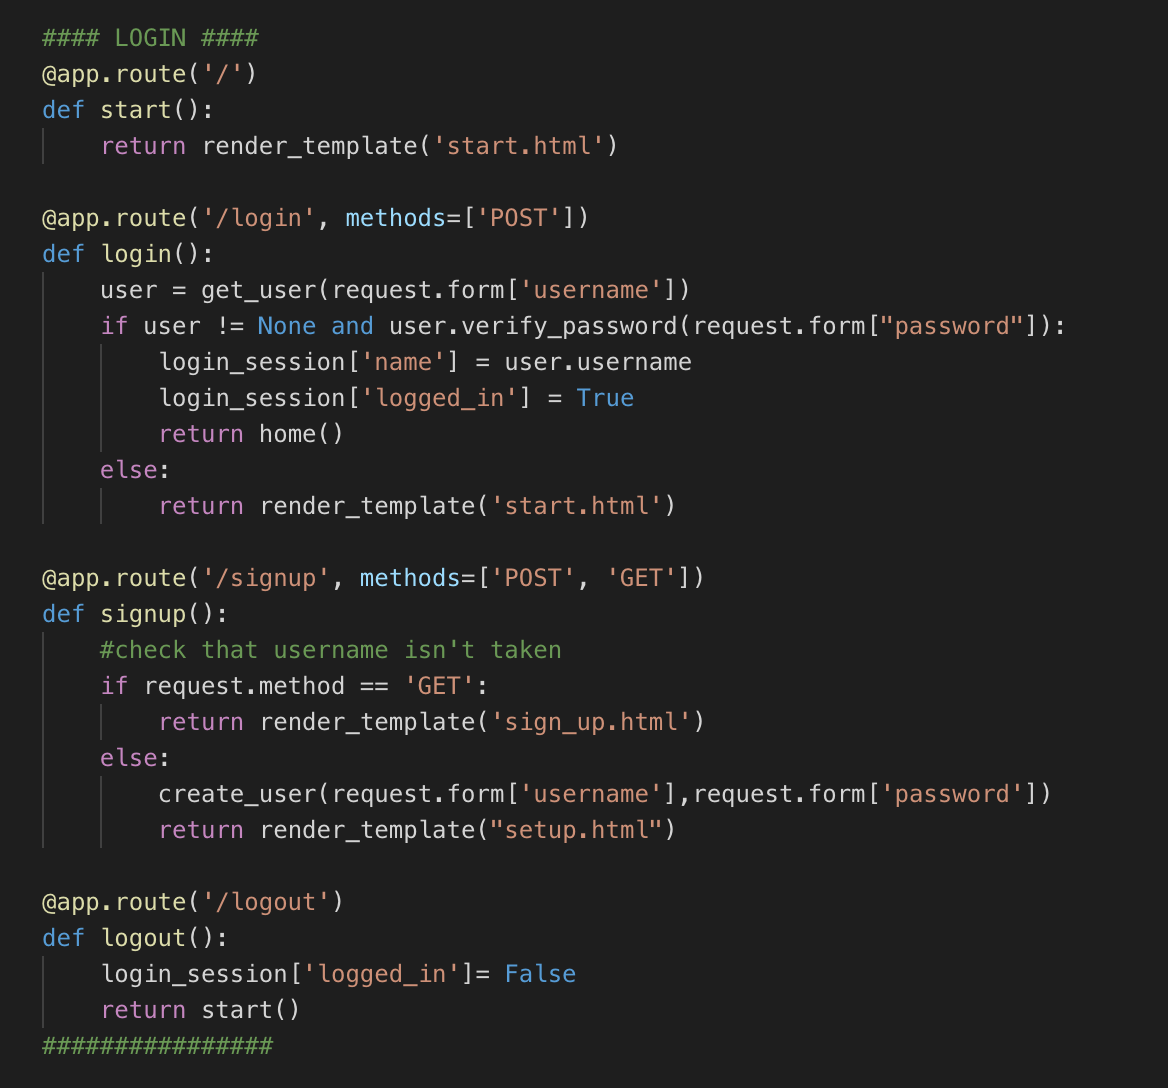 #### LOGIN ####
@app.route('/')
def start():
    return render_template('start.html')

@app.route('/login', methods=['POST'])
def login():
    user = get_user(request.form['username'])
    if user != None and user.verify_password(request.form["password"]):
        login_session['name'] = user.username
        login_session['logged_in'] = True
        return home()
    else:
        return render_template('start.html')

@app.route('/signup', methods=['POST', 'GET'])
def signup():
    #check that username isn't taken
    if request.method == 'GET':
        return render_template('sign_up.html')
    else:
        create_user(request.form['username'],request.form['password'])
        return render_template("setup.html")

@app.route('/logout')
def logout():
    login_session['logged_in']= False
    return start()
################